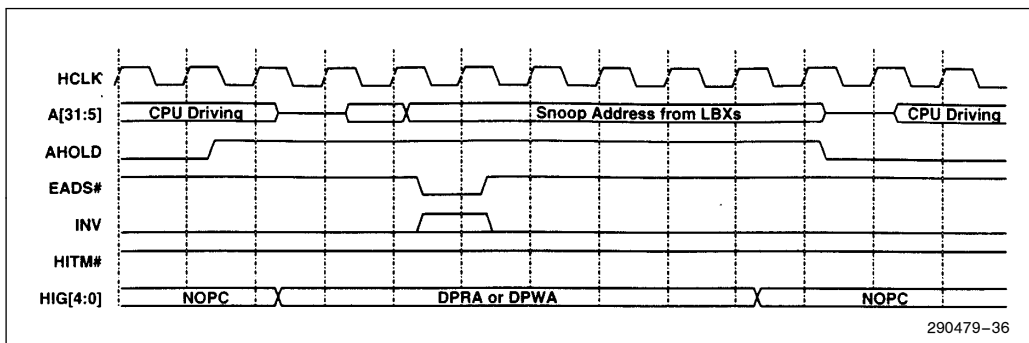 HCLK
A[31:5] CPU Driving Snoop Address from LBXs CPU Driving
AHOLD
EADS#
INV
HITM#
HIG[4:0] NOPC DPRA or DPWA NOPC
290479–36